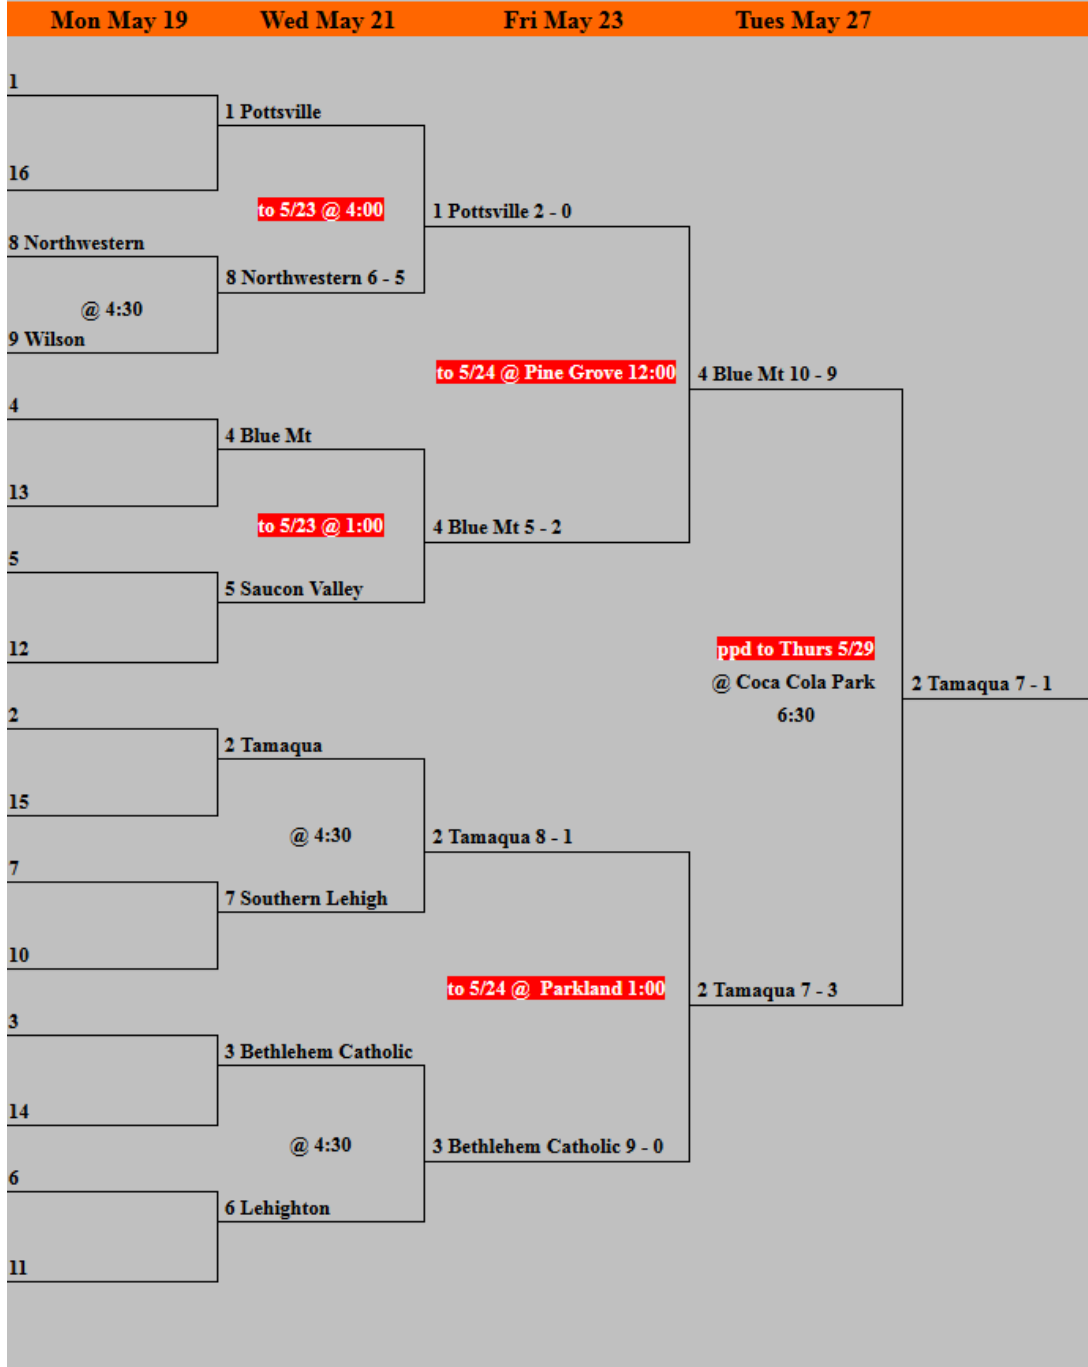 Mon May 19 Wed May 21 Fri May 23 Tues May 27
1
1 Pottsville
16
to 5/23 @ 4:00
1 Pottsville 2 - 0
8 Northwestern
8 Northwestern 6 - 5
@ 4:30
9 Wilson
to 5/24 @ Pine Grove 12:00
4 Blue Mt 10 - 9
4
4 Blue Mt
13
to 5/23 @ 1:00
4 Blue Mt 5 - 2
5
5 Saucon Valley
12
ppd to Thurs 5/29
@ Coca Cola Park
2 Tamaqua 7 - 1
6:30
2
2 Tamaqua
15
@ 4:30
2 Tamaqua 8 - 1
7
7 Southern Lehigh
10
to 5/24 @ Parkland 1:00
2 Tamaqua 7 - 3
3
3 Bethlehem Catholic
14
@ 4:30
3 Bethlehem Catholic 9 - 0
6
6 Lehighton
11